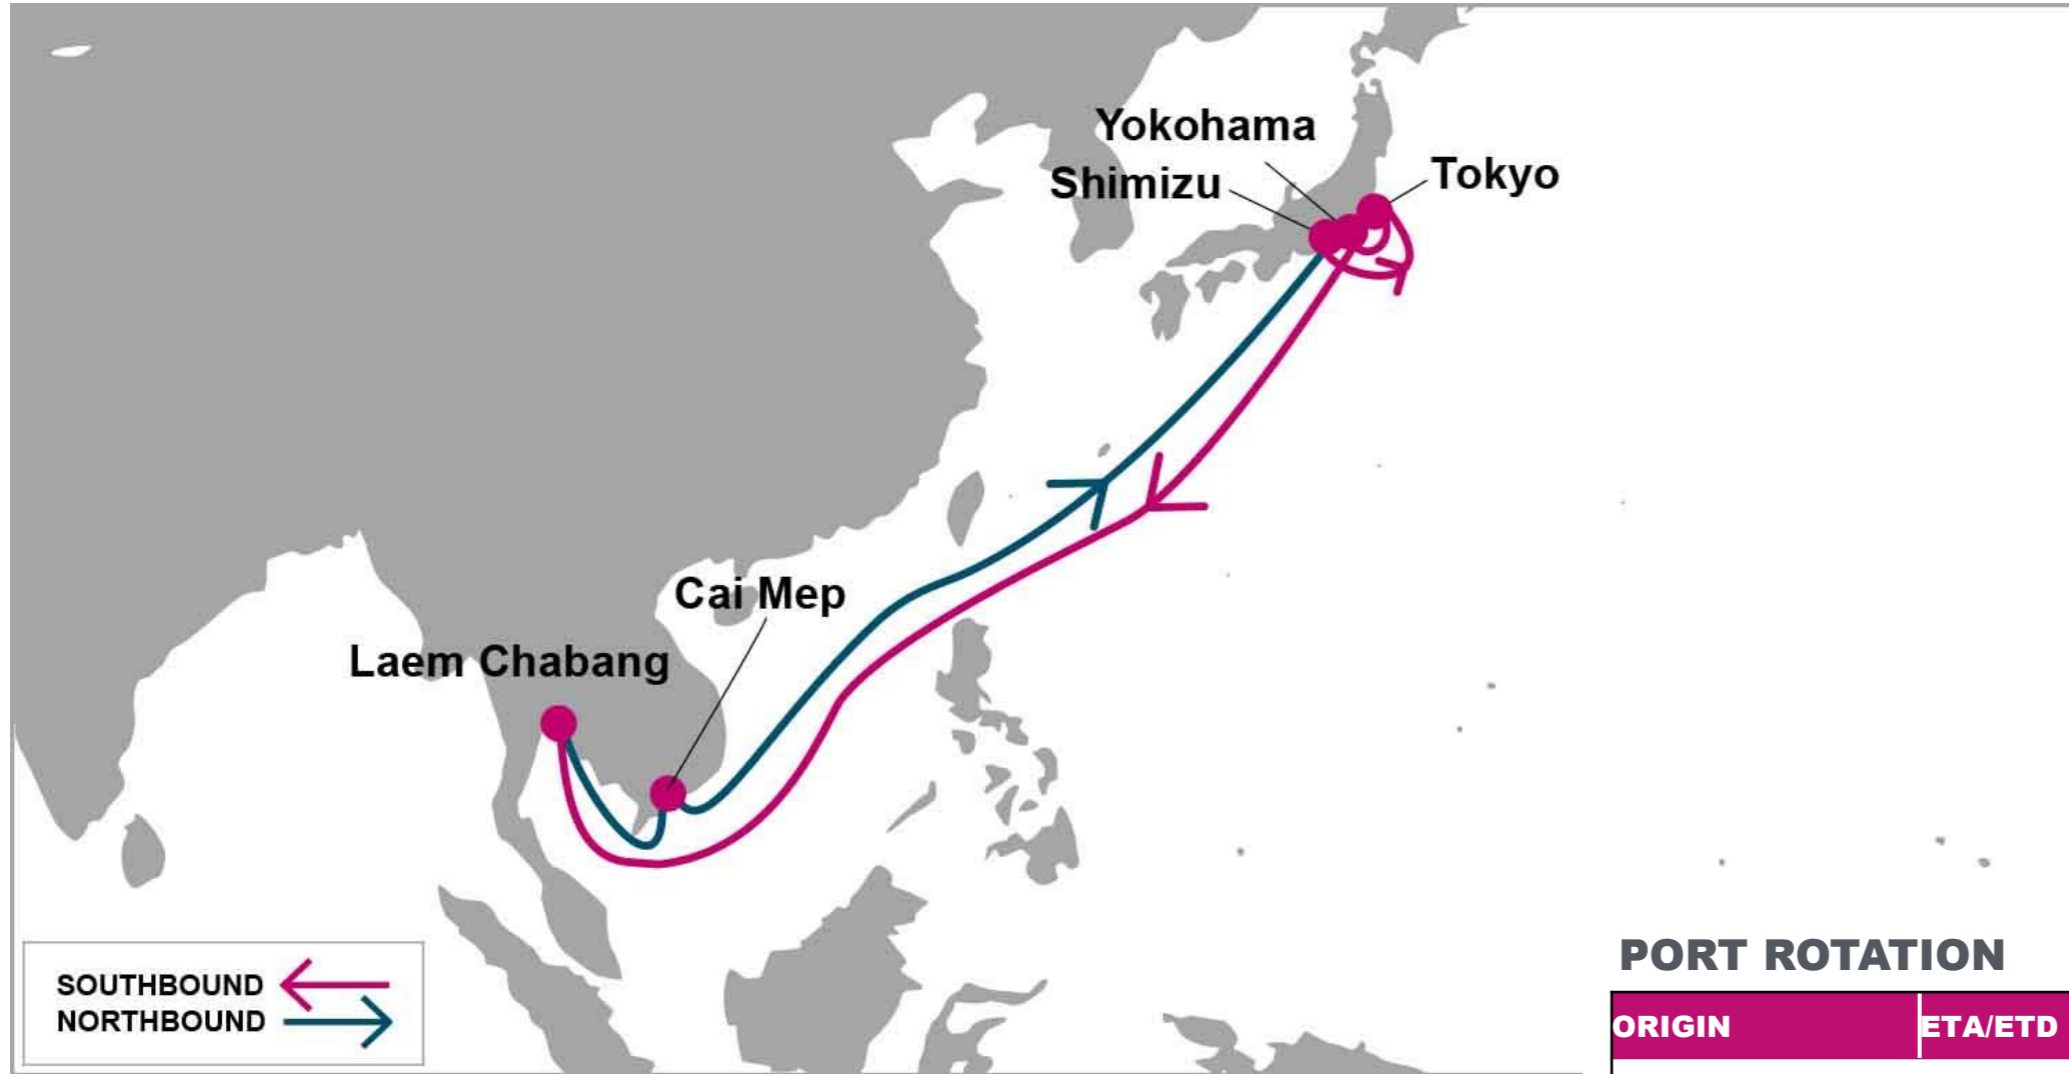 Yokohama
Shimizu
Tokyo
Cai Mep
Laem Chabang
SOUTHBOUND
NORTHBOUND
PORT ROTATION
ORIGIN ETA/ETD